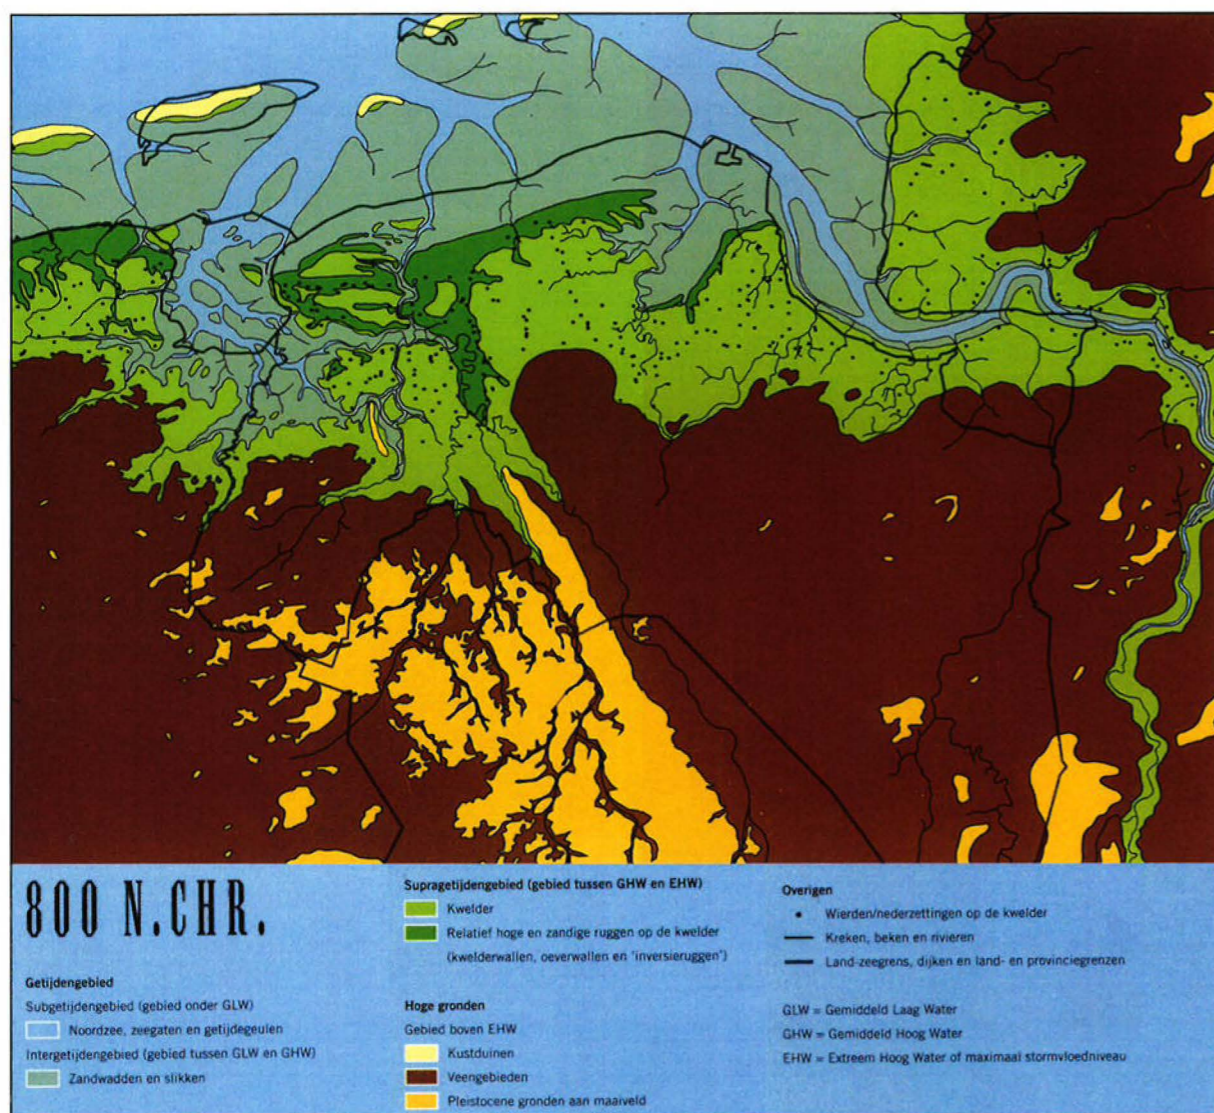 800 N.CHR.
Getijdengebied
Subgetijdengebied (gebied onder GLW)
Noordzee, zeegaten en getijdegeulen
Intergetijdengebied (gebied tussen GLW en GHW)
Zandwadden en slikken
Supragetijdengebied (gebied tussen GHW en EHW)
Kwelder
Relatief hoge en zandige ruggen op de kwelder
(kwelderwallen, oeverwallen en 'inversieruggen')
Hoge gronden
Gebied boven EHW
Kustduinen
Veengebieden
Pleistocene gronden aan maaiveld
Overigen
Wierden/nederzettingen op de kwelder
Kreken, beken en rivieren
Land-zeegrens, dijken en land- en provinciegrenzen
GLW = Gemiddeld Laag Water
GHW = Gemiddeld Hoog Water
EHW = Extreem Hoog Water of maximaal stormvloedniveau